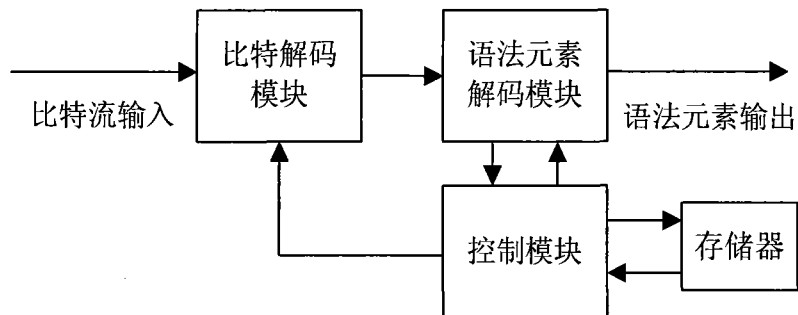 比特解码
模块
语法元素
解码模块
比特流输入
语法元素输出
控制模块
存储器